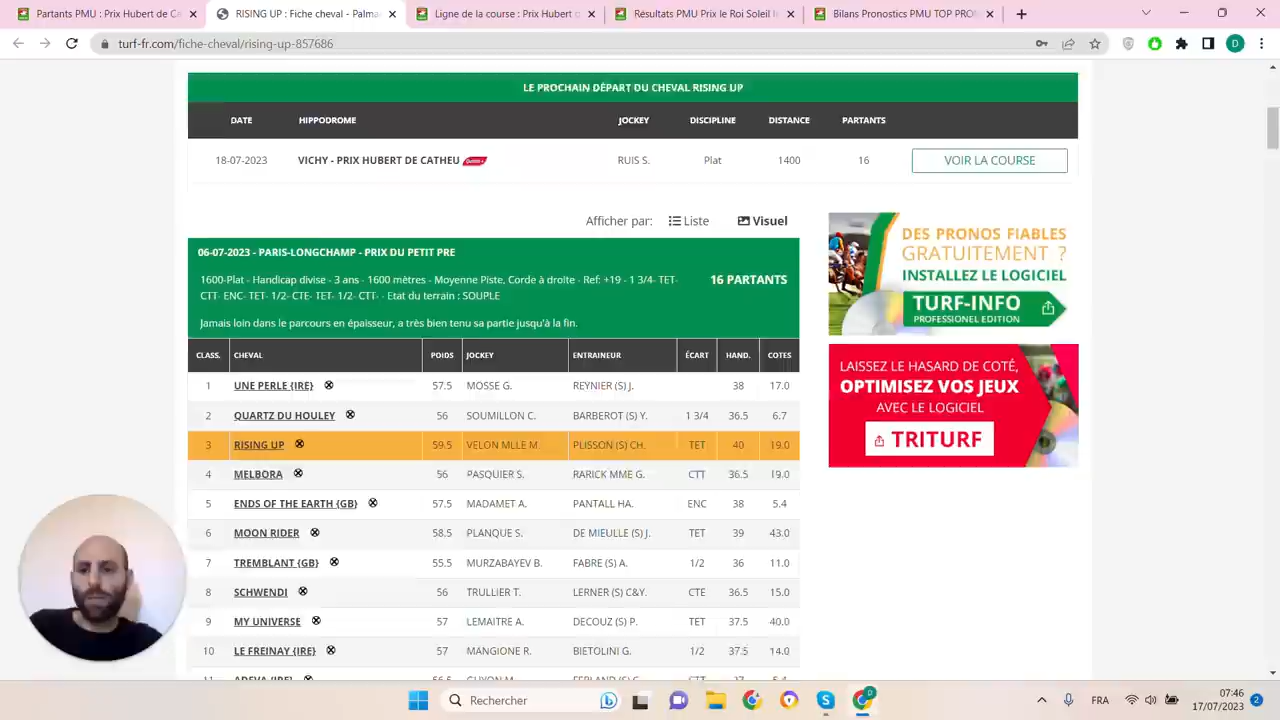 Partants PMU : Prix Hubert de Ca
RISING UP : Fiche cheval - Palma
Ligne de la course : Prix Hubert d
Résultats PMU Roi Soleil
Bilans Pronostics PMU TOP PRO
turf-fr.com/fiche-cheval/rising-up-857686
D
LE PROCHAIN DÉPART DU CHEVAL RISING UP
DATE HIPPODROME JOCKEY DISCIPLINE DISTANCE PARTANTS
18-07-2023 VICHY - PRIX HUBERT DE CATHEU RUIS S. Plat 1400 16 VOIR LA COURSE
Afficher par: Liste Visuel
06-07-2023 - PARIS-LONGCHAMP - PRIX DU PETIT PRE
1600-Plat - Handicap divise - 3 ans - 1600 mètres - Moyenne Piste, Corde à droite - Ref: +19 - 1 3/4- TET-
CTT- ENC- TET- 1/2- CTE- TET- 1/2- CTT- - Etat du terrain : SOUPLE
16 PARTANTS
Jamais loin dans le parcours en épaisseur, a très bien tenu sa partie jusqu'à la fin.
CLASS. CHEVAL POIDS JOCKEY ENTRAINEUR ÉCART HAND. COTES
1 UNE PERLE {IRE} 57.5 MOSSE G. REYNIER (S) J. 38 17.0
2 QUARTZ DU HOULEY 56 SOUMILLON C. BARBEROT (S) Y. 1 3/4 36.5 6.7
3 RISING UP 59.5 VELON MLLE M. PLISSON (S) CH. TET 40 19.0
4 MELBORA 56 PASQUIER S. RARICK MME G. CTT 36.5 19.0
5 ENDS OF THE EARTH {GB} 57.5 MADAMET A. PANTALL HA. ENC 38 5.4
6 MOON RIDER 58.5 PLANQUE S. DE MIEULLE (S) J. TET 39 43.0
7 TREMBLANT {GB} 55.5 MURZABAYEV B. FABRE (S) A. 1/2 36 11.0
8 SCHWENDI 56 TRULLIER T. LERNER (S) C&Y. CTE 36.5 15.0
9 MY UNIVERSE 57 LEMAITRE A. DECOUZ (S) P. TET 37.5 40.0
10 LE FREINAY {IRE} 57 MANGIONE R. BIETOLINI G. 1/2 37.5 14.0
DES PRONOS FIABLES
GRATUITEMENT ?
INSTALLEZ LE LOGICIEL
TURF-INFO
PROFESSIONEL EDITION
LAISSEZ LE HASARD DE COTÉ,
OPTIMISEZ VOS JEUX
AVEC LE LOGICIEL
TRITURF
Rechercher
FRA
07:46
17/07/2023
2